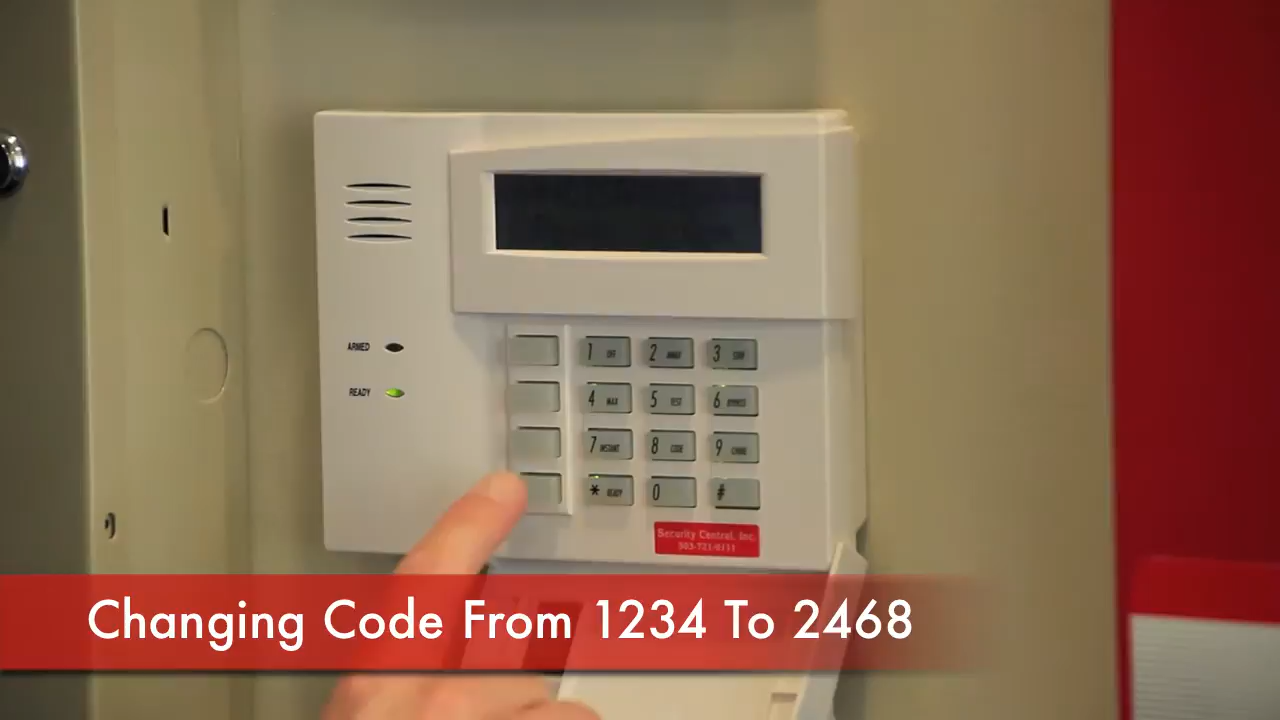 ARMED
READY
1 OFF
2 AWAY
3 STAY
4 MAX
5 TEST
6 BYPASS
7 INSTANT
8 CODE
9 CHIME
* READY
0
#
Security Central, Inc.
Changing Code From 1234 To 2468